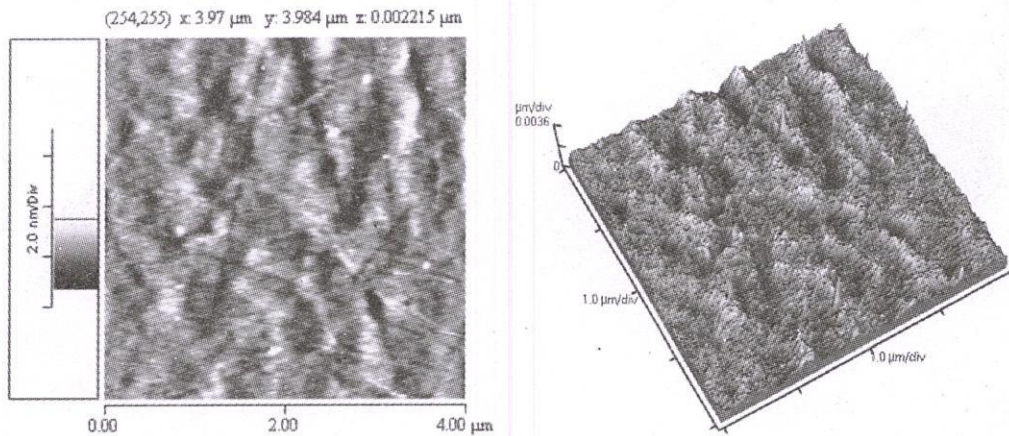 (254,255) x: 3.97 µm y: 3.984 µm z: 0.002215 µm
2.0 nm/Div
0.00
2.00
4.00
µm
µm/div
0.0036
0
1.0 µm/div
1.0 µm/div